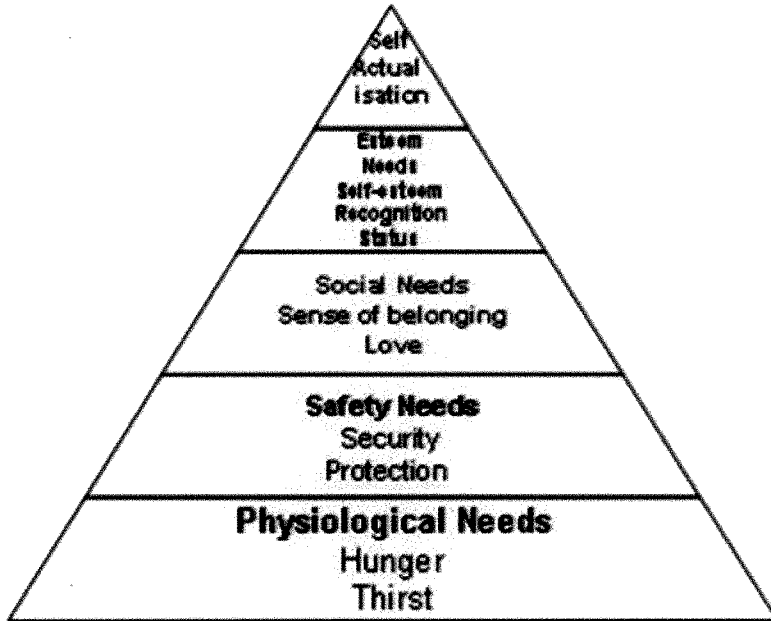 Self
Actual
isation
Esteem
Needs
Self-esteem
Recognition
Status
Social Needs
Sense of belonging
Love
Safety Needs
Security
Protection
Physiological Needs
Hunger
Thirst